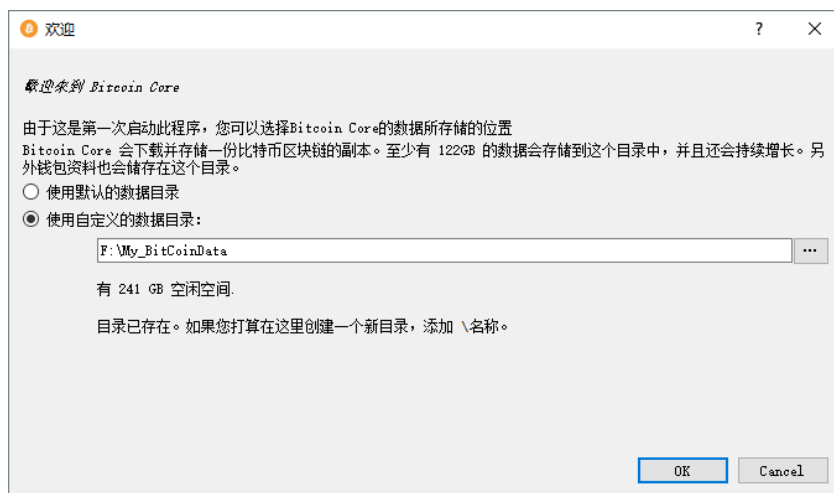 欢迎
欢迎来到 Bitcoin Core
由于这是第一次启动此程序，您可以选择Bitcoin Core的数据所存储的位置
Bitcoin Core 会下载并存储一份比特币区块链的副本。至少有 122GB 的数据会存储到这个目录中，并且还会持续增长。另
外钱包资料也会储存在这个目录。
使用默认的数据目录
使用自定义的数据目录：
F:\My_BitCoinData
...
有 241 GB 空闲空间.
目录已存在。如果您打算在这里创建一个新目录，添加 \名称。
OK Cancel